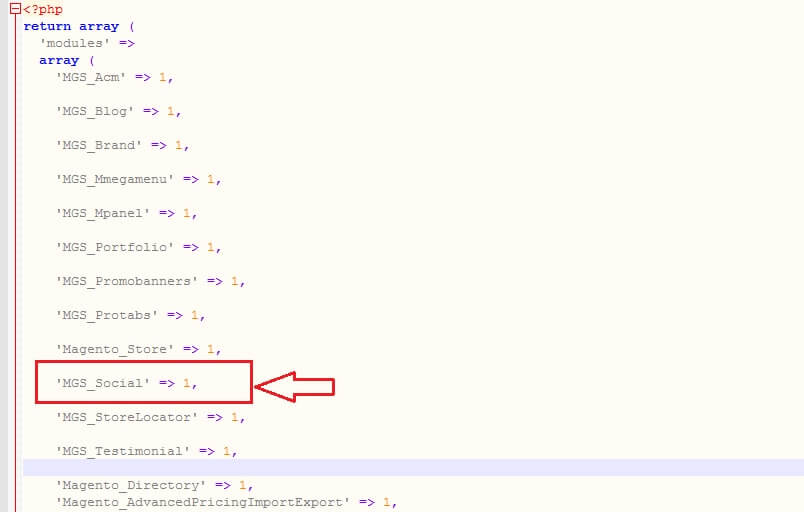 <?php
return array (
'modules' =>
array (
'MGS_Acm' => 1,
'MGS_Blog' => 1,
'MGS_Brand' => 1,
'MGS_Mmegamenu' => 1,
'MGS_Mpanel' => 1,
'MGS_Portfolio' => 1,
'MGS_Promobanners' => 1,
'MGS_Protabs' => 1,
'Magento_Store' => 1,
'MGS_Social' => 1,
'MGS_StoreLocator' => 1,
'MGS_Testimonial' => 1,
'Magento_Directory' => 1,
'Magento_AdvancedPricingImportExport' => 1,